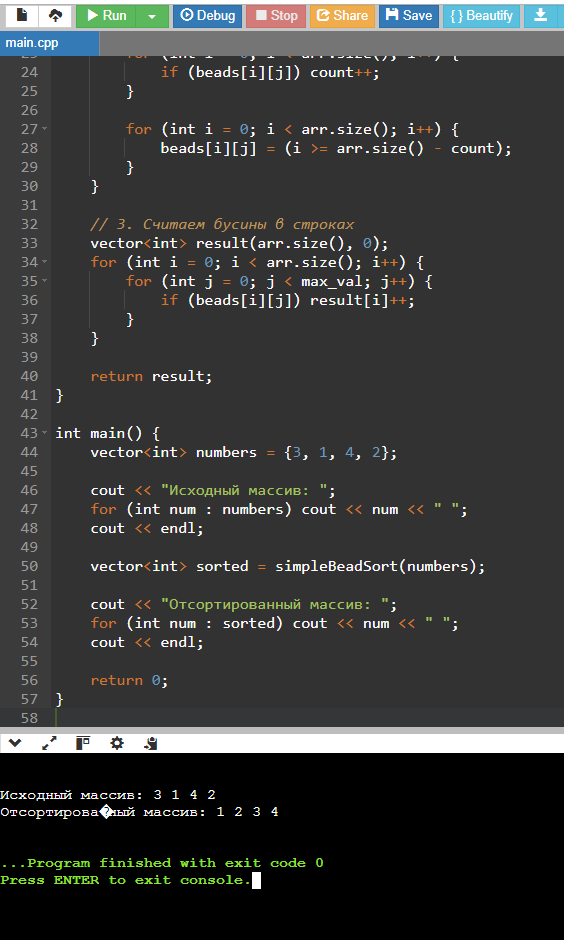 Run Debug Stop Share Save { } Beautify
main.cpp
23 for (int i = 0; i < arr.size(); i++) {
24 if (beads[i][j]) count++;
25 }
26
27 for (int i = 0; i < arr.size(); i++) {
28 beads[i][j] = (i >= arr.size() - count);
29 }
30 }
31
32 // 3. Считаем бусины в строках
33 vector<int> result(arr.size(), 0);
34 for (int i = 0; i < arr.size(); i++) {
35 for (int j = 0; j < max_val; j++) {
36 if (beads[i][j]) result[i]++;
37 }
38 }
39
40 return result;
41 }
42
43 int main() {
44 vector<int> numbers = {3, 1, 4, 2};
45
46 cout << "Исходный массив: ";
47 for (int num : numbers) cout << num << " ";
48 cout << endl;
49
50 vector<int> sorted = simpleBeadSort(numbers);
51
52 cout << "Отсортированный массив: ";
53 for (int num : sorted) cout << num << " ";
54 cout << endl;
55
56 return 0;
57 }
58
Исходный массив: 3 1 4 2
Отсортирова�ный массив: 1 2 3 4
...Program finished with exit code 0
Press ENTER to exit console.